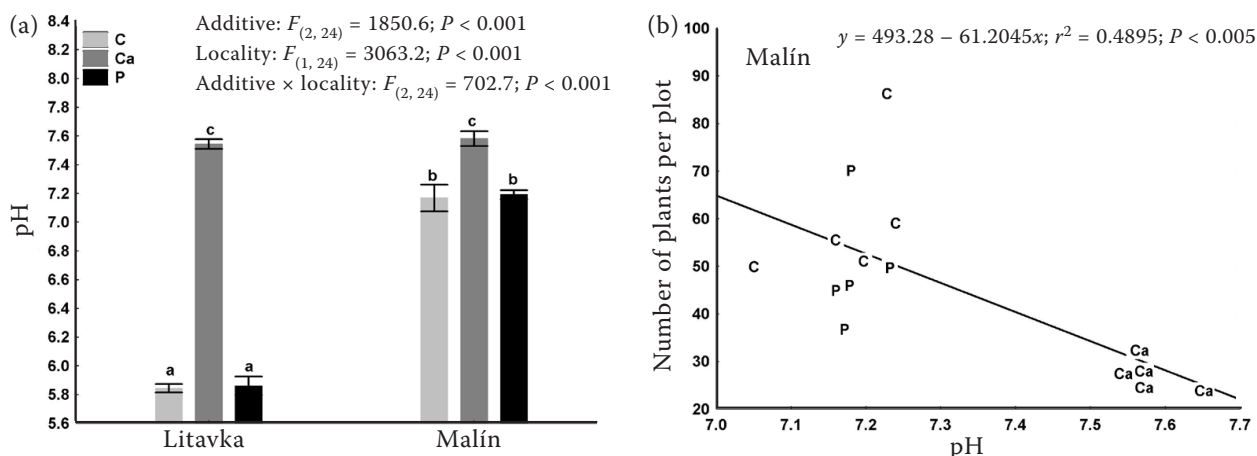 (a)
8.4
8.2
8.0
7.8
7.6
7.4
7.2
7.0
6.8
6.6
6.4
6.2
6.0
5.8
5.6
pH
C
Ca
P
Additive: F(2, 24) = 1850.6; P < 0.001
Locality: F(1, 24) = 3063.2; P < 0.001
Additive × locality: F(2, 24) = 702.7; P < 0.001
a
c
a
b
c
b
Litavka Malín
(b)
100
90
80
70
60
50
40
30
20
Number of plants per plot
y = 493.28 – 61.2045x; r² = 0.4895; P < 0.005
Malín
C
P
C
C
C
C
P
P
P
P
Ca
Ca
Ca
Ca
Ca
7.0 7.1 7.2 7.3 7.4 7.5 7.6 7.7
pH